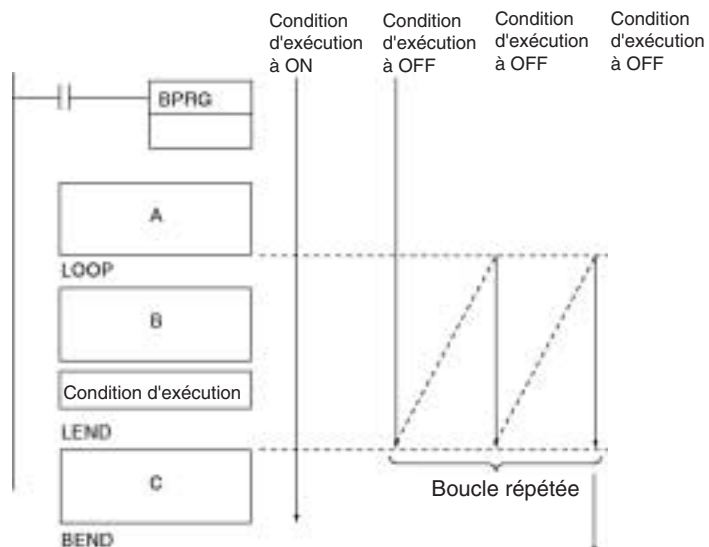 Condition
d'exécution
à ON
Condition
d'exécution
à OFF
Condition
d'exécution
à OFF
Condition
d'exécution
à OFF
BPRG
A
LOOP
B
Condition d'exécution
LEND
C
Boucle répétée
BEND